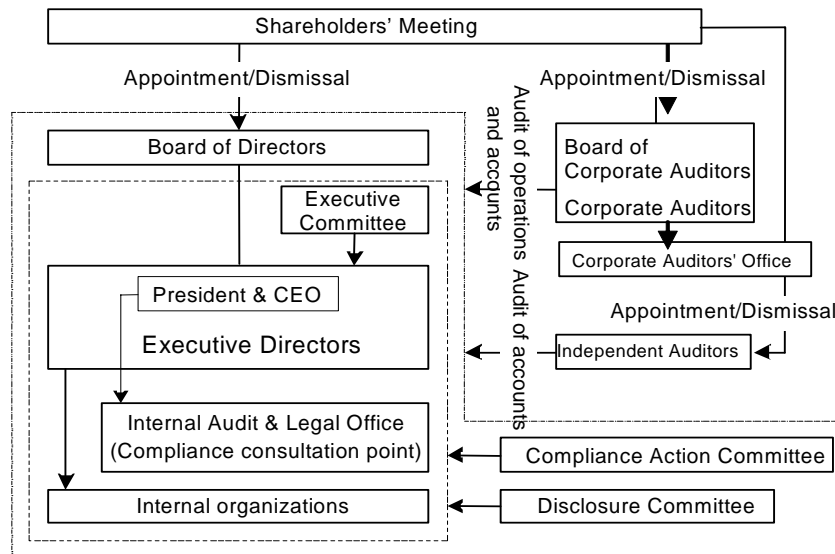 Shareholders' Meeting
Appointment/Dismissal
Appointment/Dismissal
Audit of operations
and accounts
Board of Directors
Board of
Corporate Auditors
Corporate Auditors
Executive
Committee
Corporate Auditors' Office
President & CEO
Appointment/Dismissal
Executive Directors
Audit of accounts
Independent Auditors
Internal Audit & Legal Office
(Compliance consultation point)
Compliance Action Committee
Internal organizations
Disclosure Committee